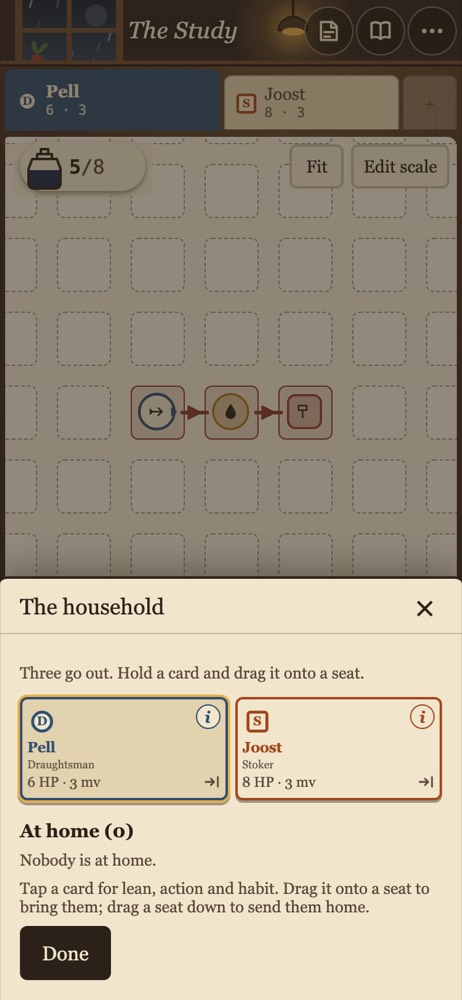 The Study
D
Pell
6 · 3
S
Joost
8 · 3
+
5/8
Fit
Edit scale
The household
Three go out. Hold a card and drag it onto a seat.
D
i
Pell
Draughtsman
6 HP · 3 mv
S
i
Joost
Stoker
8 HP · 3 mv
At home (0)
Nobody is at home.
Tap a card for lean, action and habit. Drag it onto a seat to
bring them; drag a seat down to send them home.
Done